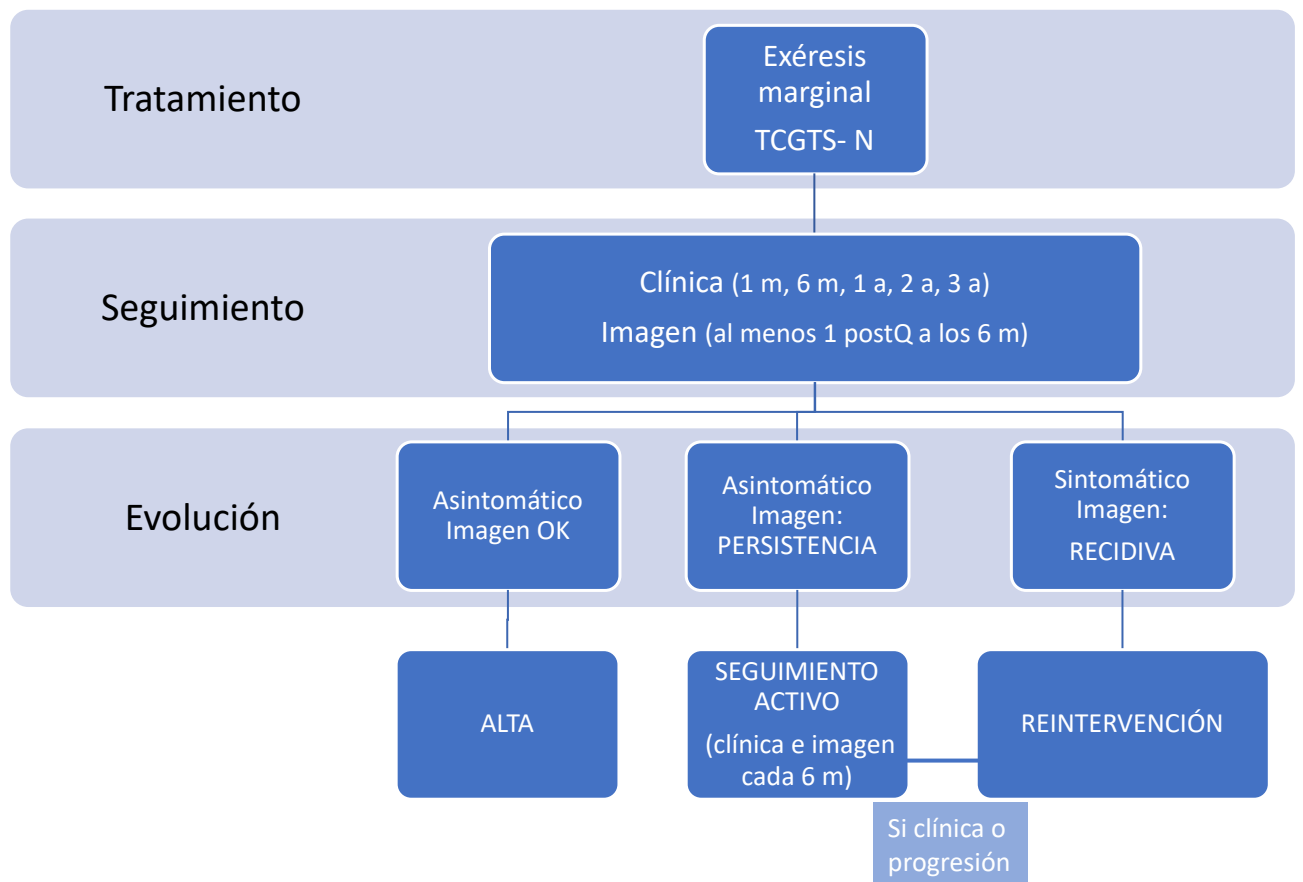 Tratamiento
Exéresis
marginal
TCGTS- N
Seguimiento
Clínica (1 m, 6 m, 1 a, 2 a, 3 a)
Imagen (al menos 1 postQ a los 6 m)
Evolución
Asintomático
Imagen OK
Asintomático
Imagen:
PERSISTENCIA
Sintomático
Imagen:
RECIDIVA
ALTA
SEGUIMIENTO
ACTIVO
(clínica e imagen
cada 6 m)
REINTERVENCIÓN
Si clínica o
progresión